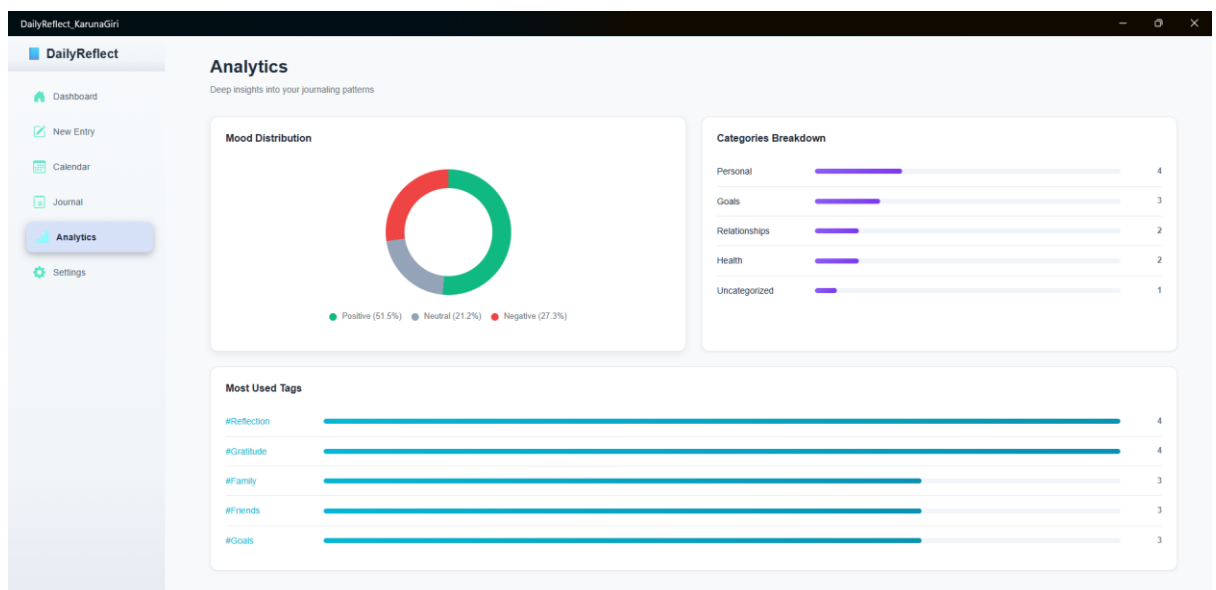 DailyReflect_KarunaGiri
DailyReflect
Dashboard
New Entry
Calendar
Journal
Analytics
Settings
Analytics
Deep insights into your journaling patterns
Mood Distribution
Positive (51.5%) Neutral (21.2%) Negative (27.3%)
Categories Breakdown
Personal 4
Goals 3
Relationships 2
Health 2
Uncategorized 1
Most Used Tags
#Reflection 4
#Gratitude 4
#Family 3
#Friends 3
#Goals 3